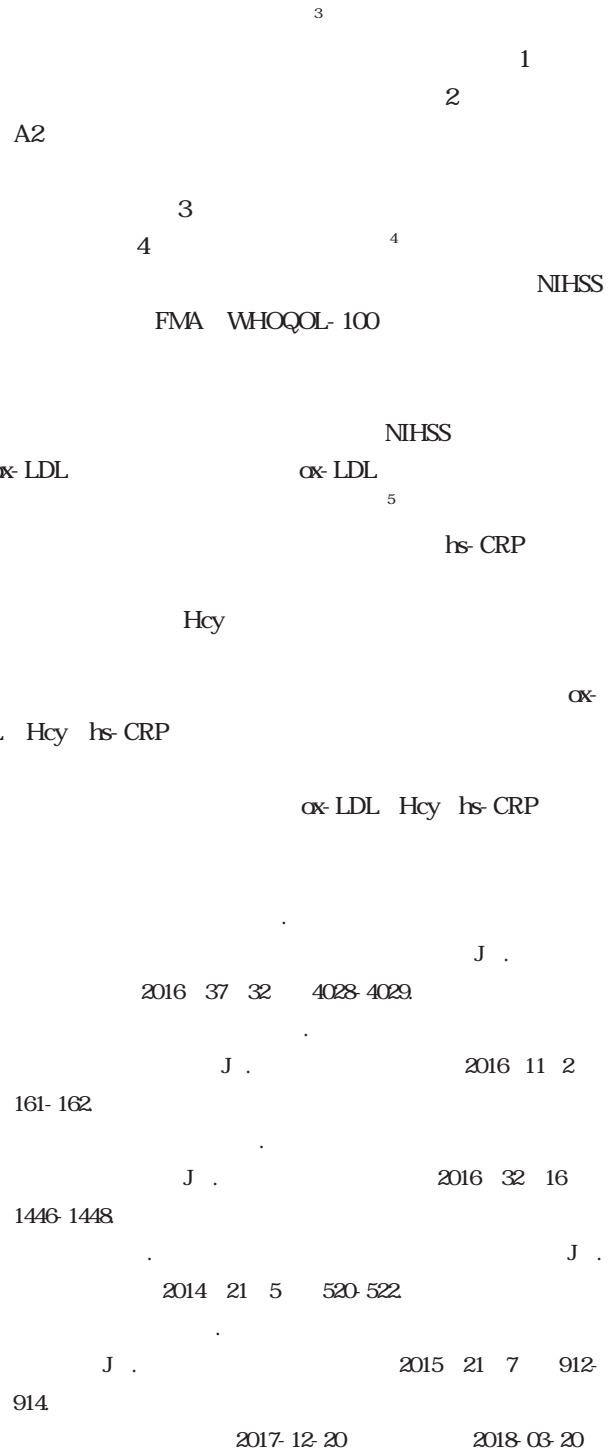 3
1
2
A2
3
4 4
NIHSS
FMA WHOQOL-100
NIHSS
ox-LDL ox-LDL
5
hs-CRP
Hcy
ox-
L Hcy hs-CRP
ox-LDL Hcy hs-CRP
.
J .
2016 37 32 4028-4029.
.
J . 2016 11 2
161-162.
.
J . 2016 32 16
1446-1448.
. J .
2014 21 5 520-522.
.
J . 2015 21 7 912-
914.
2017-12-20 2018-03-20